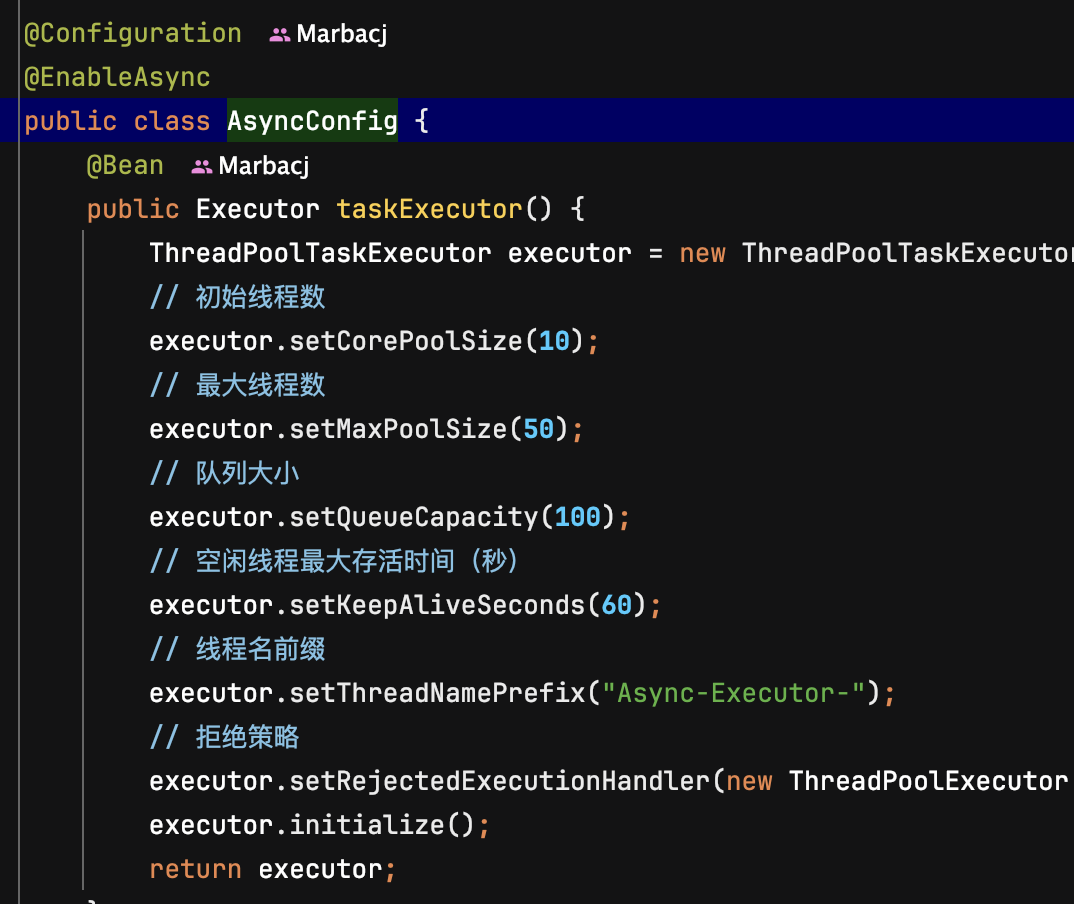 @Configuration Marbacj
@EnableAsync
public class AsyncConfig {
@Bean Marbacj
public Executor taskExecutor() {
ThreadPoolTaskExecutor executor = new ThreadPoolTaskExecutor
// 初始线程数
executor.setCorePoolSize(10);
// 最大线程数
executor.setMaxPoolSize(50);
// 队列大小
executor.setQueueCapacity(100);
// 空闲线程最大存活时间（秒）
executor.setKeepAliveSeconds(60);
// 线程名前缀
executor.setThreadNamePrefix("Async-Executor-");
// 拒绝策略
executor.setRejectedExecutionHandler(new ThreadPoolExecutor
executor.initialize();
return executor;
}